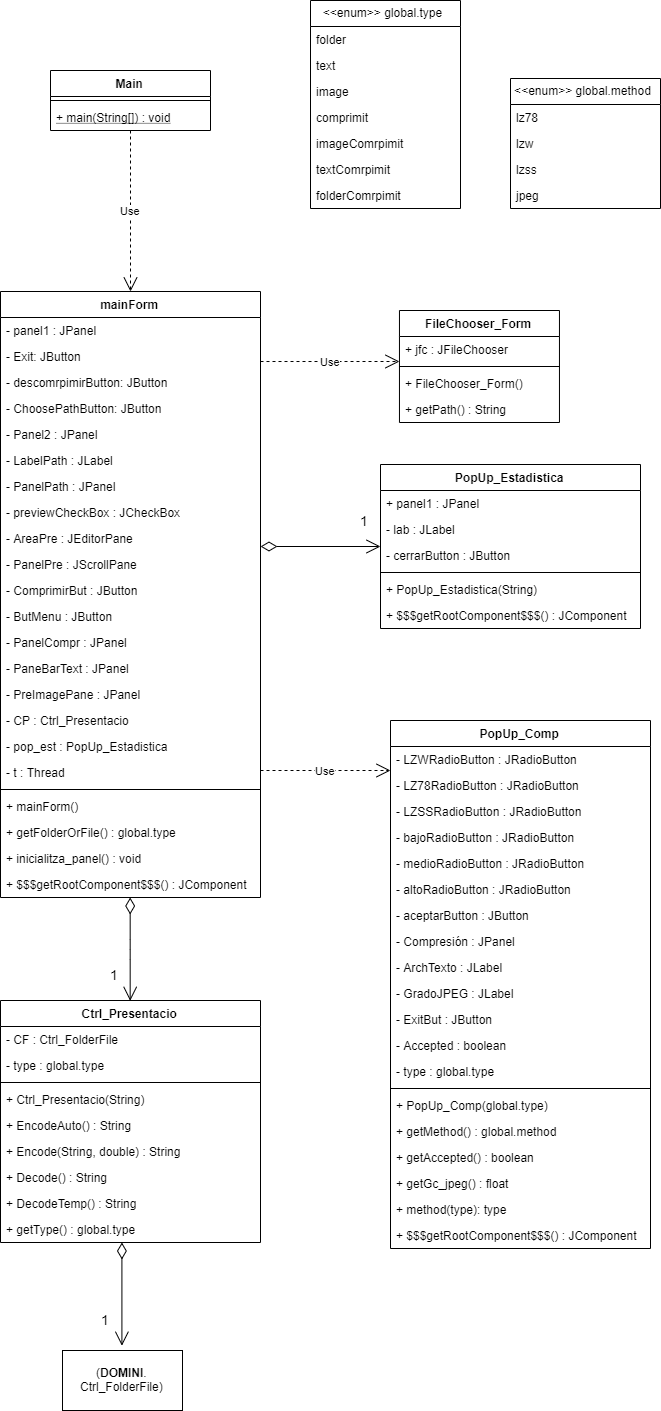 <<enum>> global.type
folder
text
image
comprimit
imageComrpimit
textComrpimit
folderComrpimit
<<enum>> global.method
lz78
lzw
lzss
jpeg
Main
+ main(String[]) : void
Use
mainForm
- panel1 : JPanel
- Exit: JButton
- descomrpimirButton: JButton
- ChoosePathButton: JButton
- Panel2 : JPanel
- LabelPath : JLabel
- PanelPath : JPanel
- previewCheckBox : JCheckBox
- AreaPre : JEditorPane
- PanelPre : JScrollPane
- ComprimirBut : JButton
- ButMenu : JButton
- PanelCompr : JPanel
- PaneBarText : JPanel
- PreImagePane : JPanel
- CP : Ctrl_Presentacio
- pop_est : PopUp_Estadistica
- t : Thread
+ mainForm()
+ getFolderOrFile() : global.type
+ inicialitza_panel() : void
+ $$$getRootComponent$$$() : JComponent
Use
FileChooser_Form
+ jfc : JFileChooser
+ FileChooser_Form()
+ getPath() : String
1
PopUp_Estadistica
+ panel1 : JPanel
- lab : JLabel
- cerrarButton : JButton
+ PopUp_Estadistica(String)
+ $$$getRootComponent$$$() : JComponent
Use
PopUp_Comp
- LZWRadioButton : JRadioButton
- LZ78RadioButton : JRadioButton
- LZSSRadioButton : JRadioButton
- bajoRadioButton : JRadioButton
- medioRadioButton : JRadioButton
- altoRadioButton : JRadioButton
- aceptarButton : JButton
- Compresión : JPanel
- ArchTexto : JLabel
- GradoJPEG : JLabel
- ExitBut : JButton
- Accepted : boolean
- type : global.type
+ PopUp_Comp(global.type)
+ getMethod() : global.method
+ getAccepted() : boolean
+ getGc_jpeg() : float
+ method(type): type
+ $$$getRootComponent$$$() : JComponent
1
Ctrl_Presentacio
- CF : Ctrl_FolderFile
- type : global.type
+ Ctrl_Presentacio(String)
+ EncodeAuto() : String
+ Encode(String, double) : String
+ Decode() : String
+ DecodeTemp() : String
+ getType() : global.type
1
(DOMINI.
Ctrl_FolderFile)